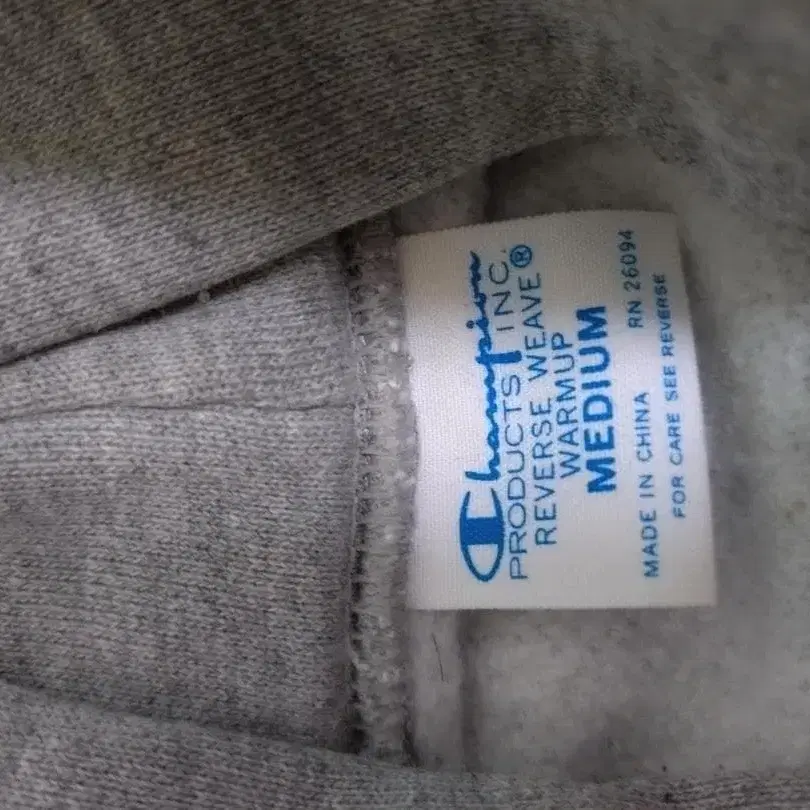 Champion
PRODUCTS INC.
REVERSE WEAVE®
WARMUP
MEDIUM
RN 26094
MADE IN CHINA
FOR CARE SEE REVERSE